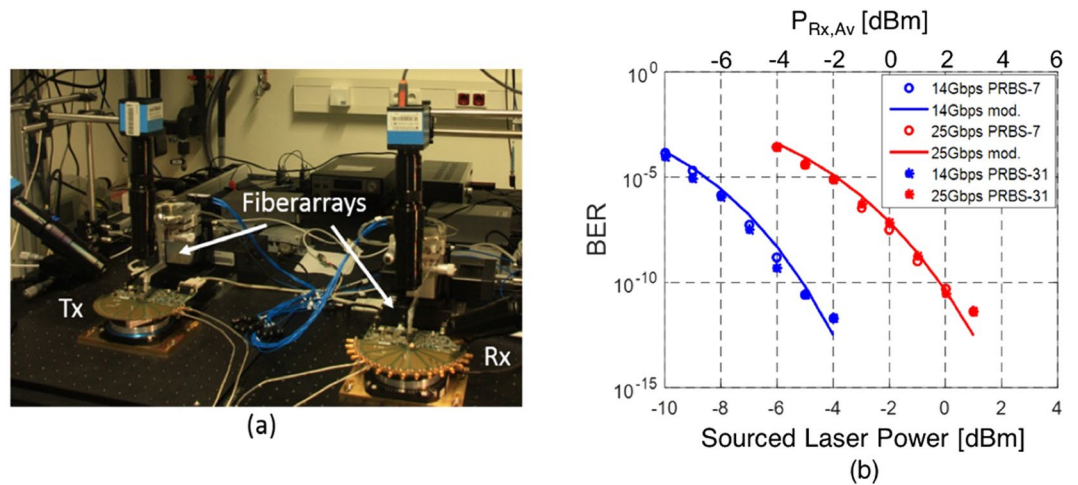 Fiberarrays
Tx
Rx
(a)
P_{Rx,Av} [dBm]
-6 -4 -2 0 2 4 6
10^0
10^{-5}
10^{-10}
10^{-15}
BER
14Gbps PRBS-7
14Gbps mod.
25Gbps PRBS-7
25Gbps mod.
14Gbps PRBS-31
25Gbps PRBS-31
-10 -8 -6 -4 -2 0 2 4
Sourced Laser Power [dBm]
(b)